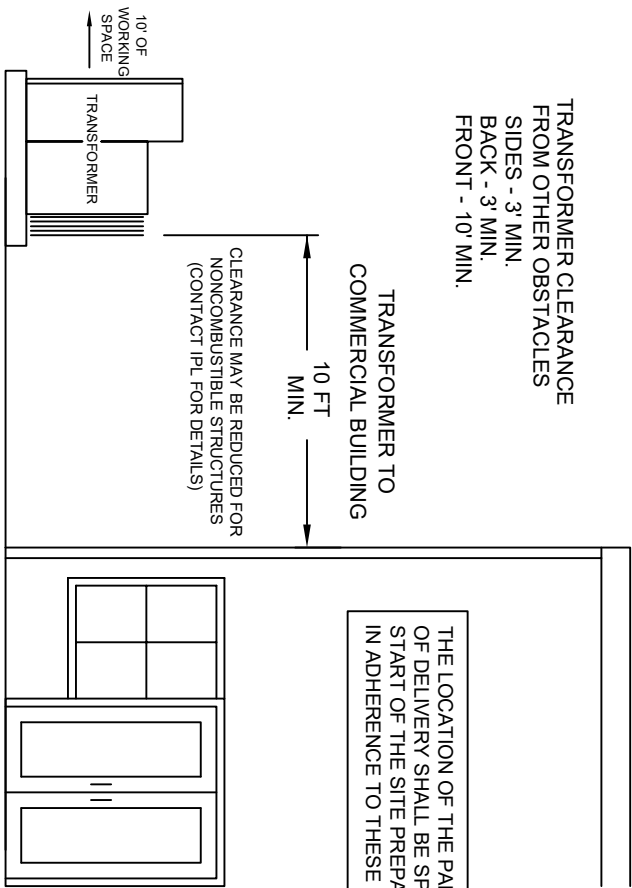 TRANSFORMER CLEARANCE
FROM OTHER OBSTACLES
SIDES - 3' MIN.
BACK - 3' MIN.
FRONT - 10' MIN.
TRANSFORMER TO
COMMERCIAL BUILDING
10 FT
MIN.
CLEARANCE MAY BE REDUCED FOR
NONCOMBUSTIBLE STRUCTURES
(CONTACT IPL FOR DETAILS)
10' OF
WORKING
SPACE
TRANSFORMER
THE LOCATION OF THE
OF DELIVERY SHALL BE
START OF THE SITE
IN ADHERENCE TO THESE